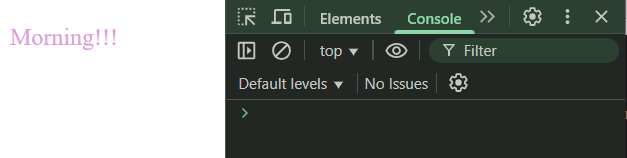 Morning!!!
Elements Console
top Filter
Default levels No Issues